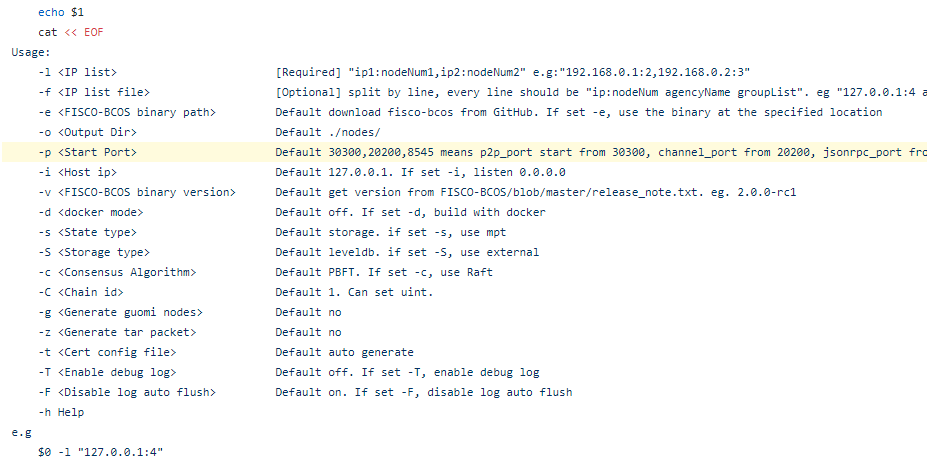 echo $1
cat << EOF
Usage:
-l <IP list> [Required] "ip1:nodeNum1,ip2:nodeNum2" e.g:"192.168.0.1:2,192.168.0.2:3"
-f <IP list file> [Optional] split by line, every line should be "ip:nodeNum agencyName groupList". eg "127.0.0.1:4 a
-e <FISCO-BCOS binary path> Default download fisco-bcos from GitHub. If set -e, use the binary at the specified location
-o <Output Dir> Default ./nodes/
-p <Start Port> Default 30300,20200,8545 means p2p_port start from 30300, channel_port from 20200, jsonrpc_port fro
-i <Host ip> Default 127.0.0.1. If set -i, listen 0.0.0.0
-v <FISCO-BCOS binary version> Default get version from FISCO-BCOS/blob/master/release_note.txt. eg. 2.0.0-rc1
-d <docker mode> Default off. If set -d, build with docker
-s <State type> Default storage. if set -s, use mpt
-S <Storage type> Default leveldb. if set -S, use external
-c <Consensus Algorithm> Default PBFT. If set -c, use Raft
-C <Chain id> Default 1. Can set uint.
-g <Generate guomi nodes> Default no
-z <Generate tar packet> Default no
-t <Cert config file> Default auto generate
-T <Enable debug log> Default off. If set -T, enable debug log
-F <Disable log auto flush> Default on. If set -F, disable log auto flush
-h Help
e.g
$0 -l "127.0.0.1:4"